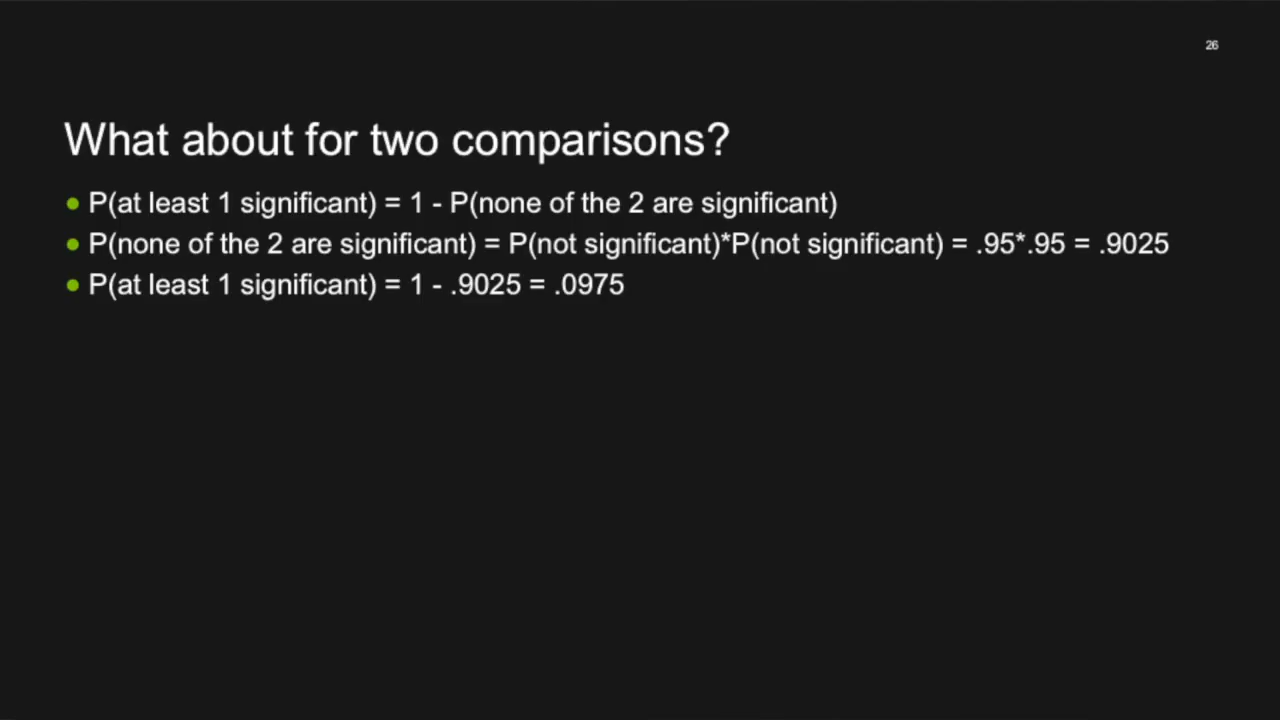 26
What about for two comparisons?
• P(at least 1 significant) = 1 - P(none of the 2 are significant)
• P(none of the 2 are significant) = P(not significant)*P(not significant) = .95*.95 = .9025
• P(at least 1 significant) = 1 - .9025 = .0975